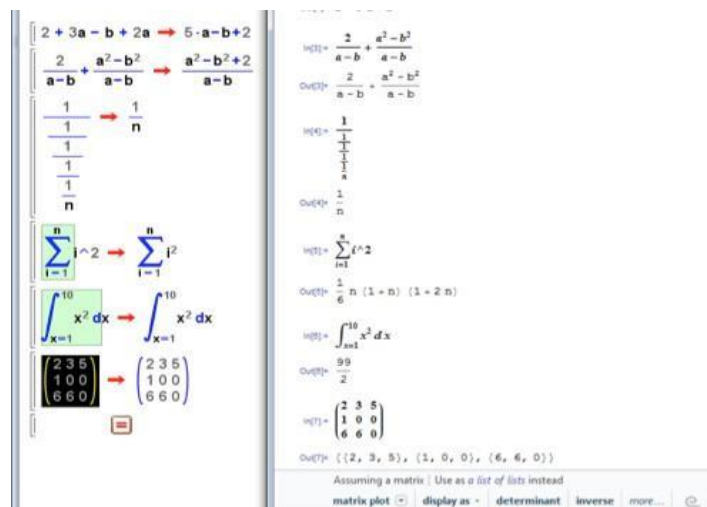 2 + 3a − b + 2a → 5·a−b+2
2/(a−b) + (a²−b²)/(a−b) → (a²−b²+2)/(a−b)
1/(1/(1/(1/(1/n)))) → 1/n
∑_{i=1}^{n} i^2 → ∑_{i=1}^{n} i²
∫_{x=1}^{10} x² dx → ∫_{x=1}^{10} x² dx
(2 3 5 → (2 3 5
1 0 0 1 0 0
6 6 0) 6 6 0)
=
In[3]:= 2/(a−b) + (a²−b²)/(a−b)
Out[3]= 2/(a−b) + (a²−b²)/(a−b)
In[4]:= 1/(1/(1/(1/(1/n))))
Out[4]= 1/n
In[5]:= ∑_{i=1}^{n} i^2
Out[5]= 1/6 n (1 + n) (1 + 2 n)
∫_{x=1}^{10} x² dx
99/2
In[7]:= (2 3 5
1 0 0
6 6 0)
Out[7]= {{2, 3, 5}, {1, 0, 0}, {6, 6, 0}}
Assuming a matrix | Use as a list of lists instead
matrix plot display as determinant inverse more...